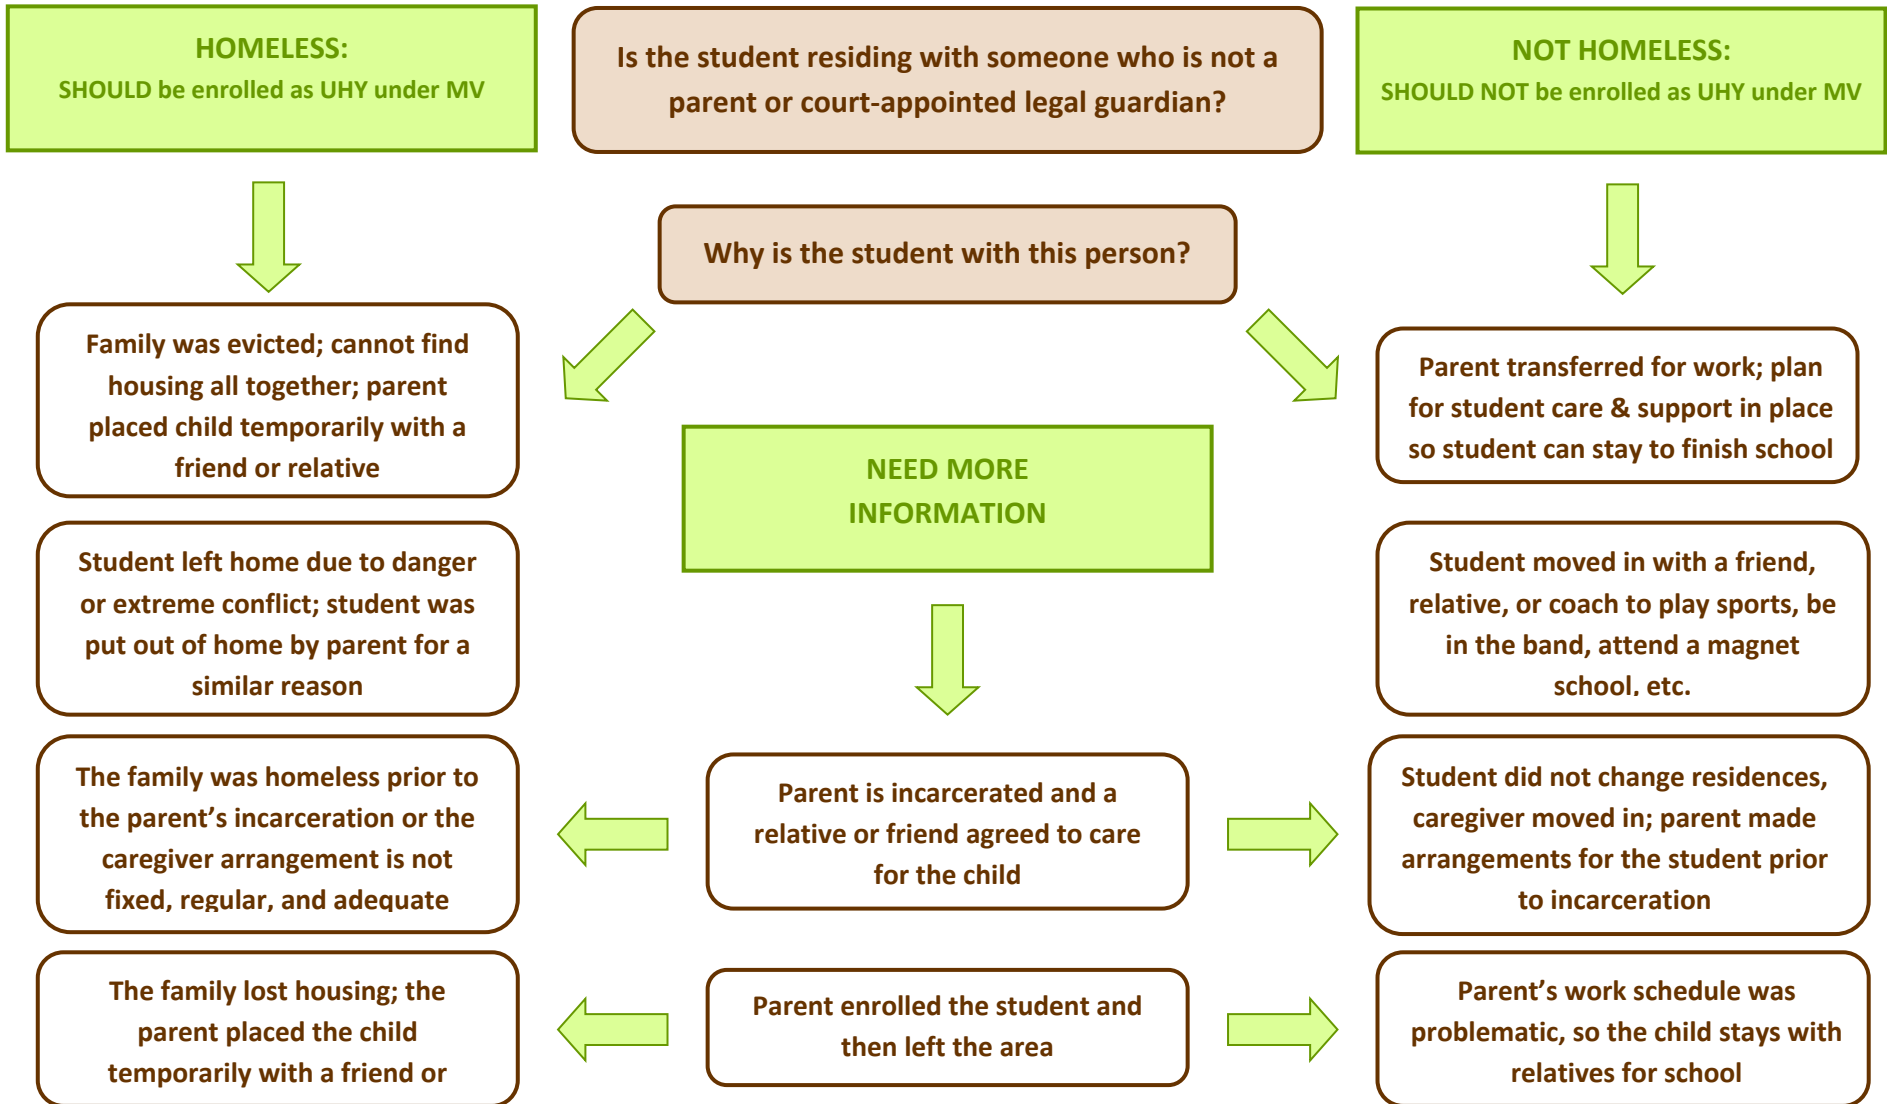 HOMELESS:
SHOULD be enrolled as UHY under MV
Is the student residing with someone who is not a
parent or court-appointed legal guardian?
NOT HOMELESS:
SHOULD NOT be enrolled as UHY under MV
Why is the student with this person?
Family was evicted; cannot find
housing all together; parent
placed child temporarily with a
friend or relative
Parent transferred for work; plan
for student care & support in place
so student can stay to finish school
NEED MORE
INFORMATION
Student left home due to danger
or extreme conflict; student was
put out of home by parent for a
similar reason
Student moved in with a friend,
relative, or coach to play sports, be
in the band, attend a magnet
school, etc.
The family was homeless prior to
the parent’s incarceration or the
caregiver arrangement is not
fixed, regular, and adequate
Parent is incarcerated and a
relative or friend agreed to care
for the child
Student did not change residences,
caregiver moved in; parent made
arrangements for the student prior
to incarceration
The family lost housing; the
parent placed the child
temporarily with a friend or
Parent enrolled the student and
then left the area
Parent’s work schedule was
problematic, so the child stays with
relatives for school